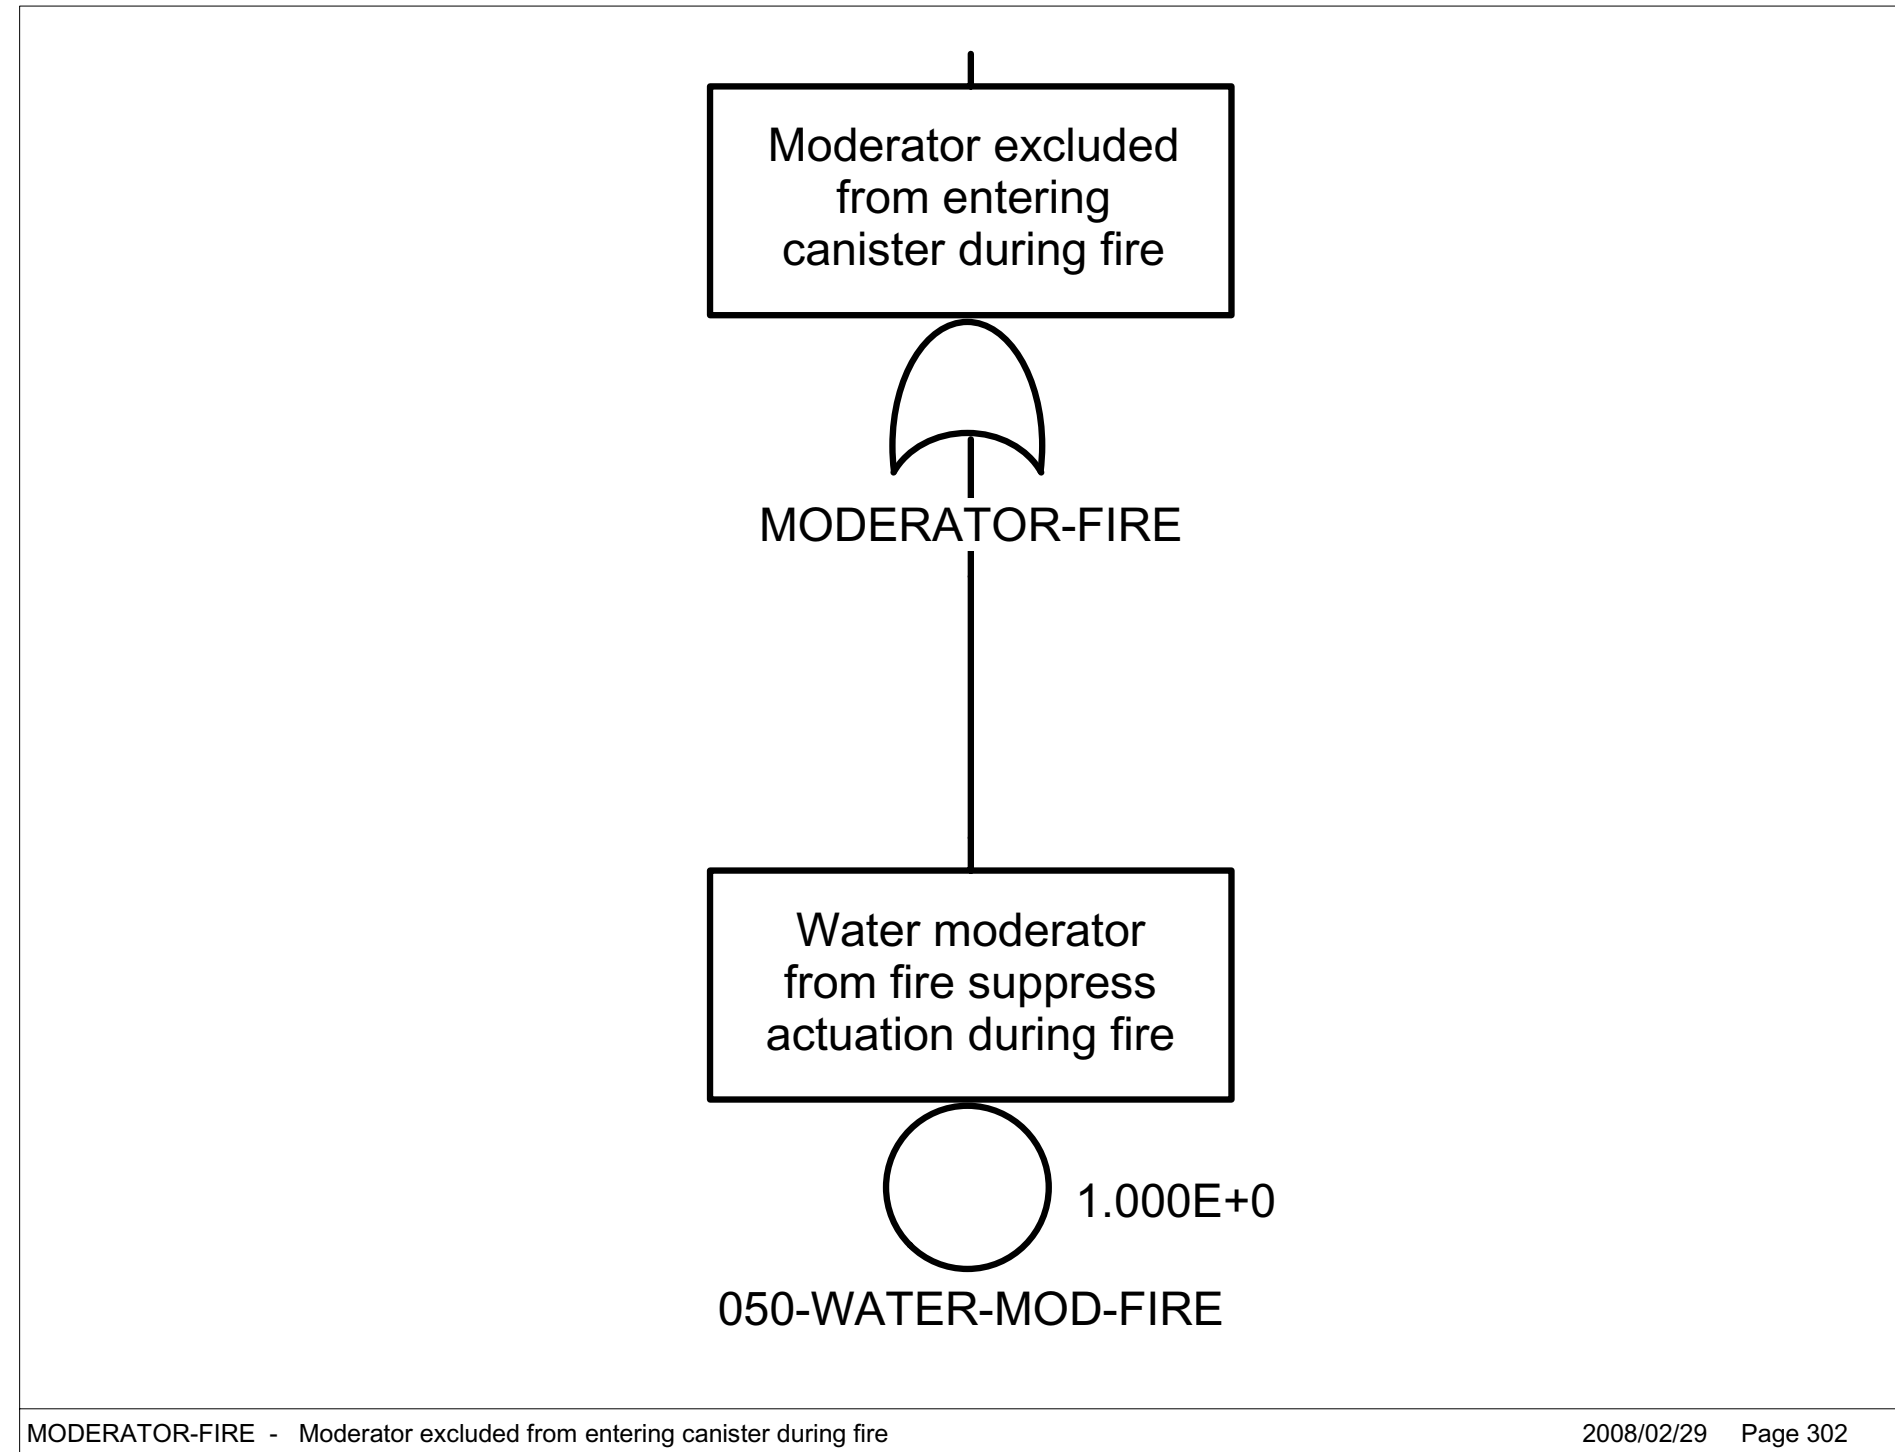 Moderator excluded
from entering
canister during fire
MODERATOR-FIRE
Water moderator
from fire suppress
actuation during fire
1.000E+0
050-WATER-MOD-FIRE
MODERATOR-FIRE - Moderator excluded from entering canister during fire 2008/02/29 Page 302